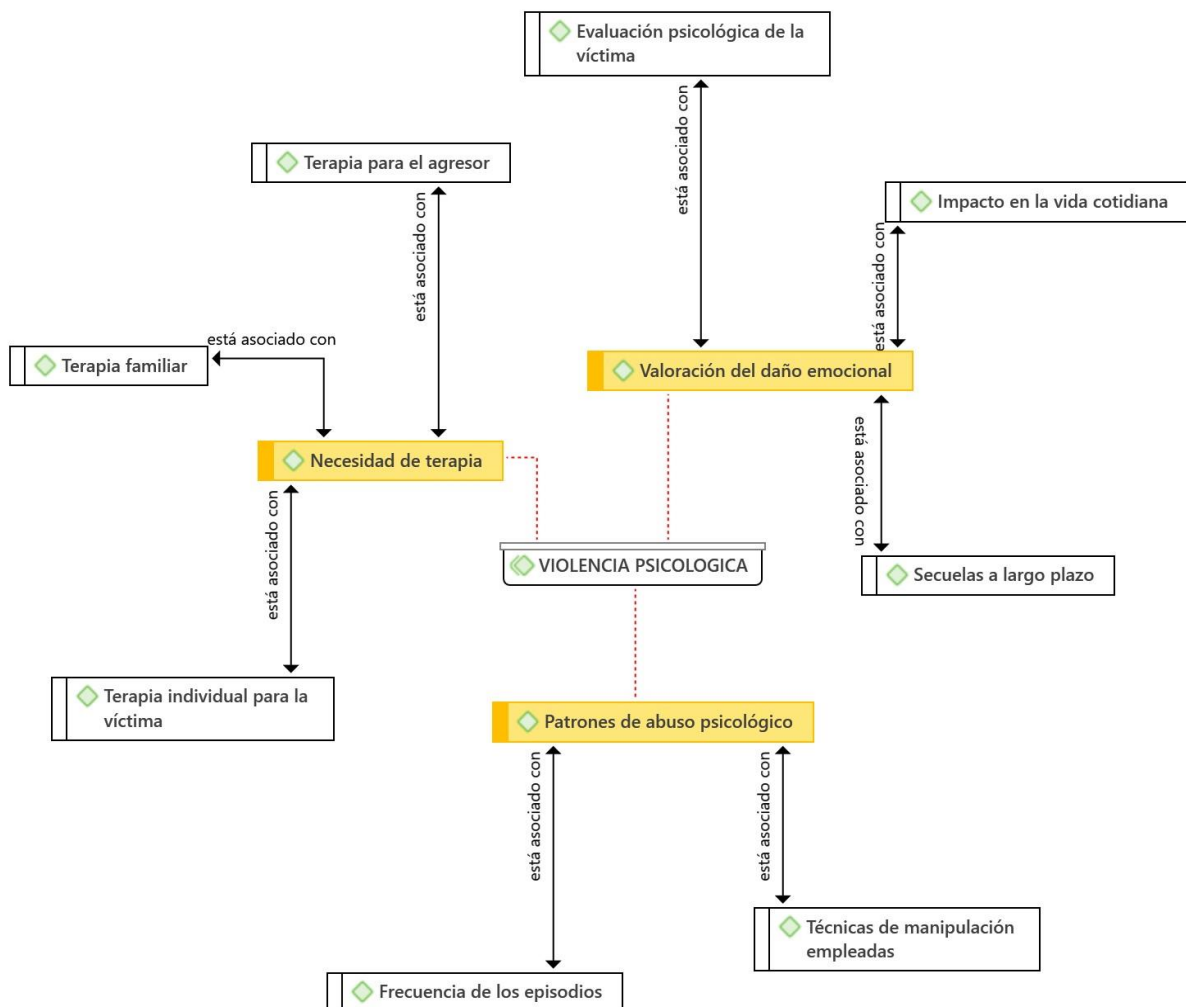 Evaluación psicológica de la
víctima
está asociado con
Terapia para el agresor
está asociado con
Impacto en la vida cotidiana
está asociado con
está asociado con
Terapia familiar
Valoración del daño emocional
Necesidad de terapia
está asociado con
está asociado con
VIOLENCIA PSICOLOGICA
Secuelas a largo plazo
Terapia individual para la
víctima
Patrones de abuso psicológico
está asociado con
está asociado con
Técnicas de manipulación
empleadas
Frecuencia de los episodios